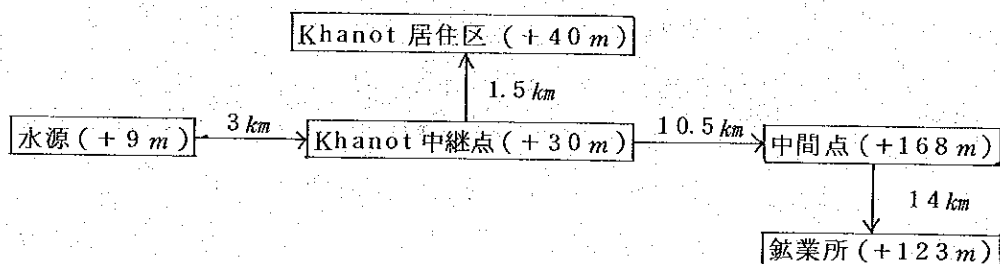 Khanot 居住区 (+40m)
1.5km
水源 (+9m)
3km
Khanot 中継点 (+30m)
10.5km
中間点 (+168m)
14km
鉱業所 (+123m)